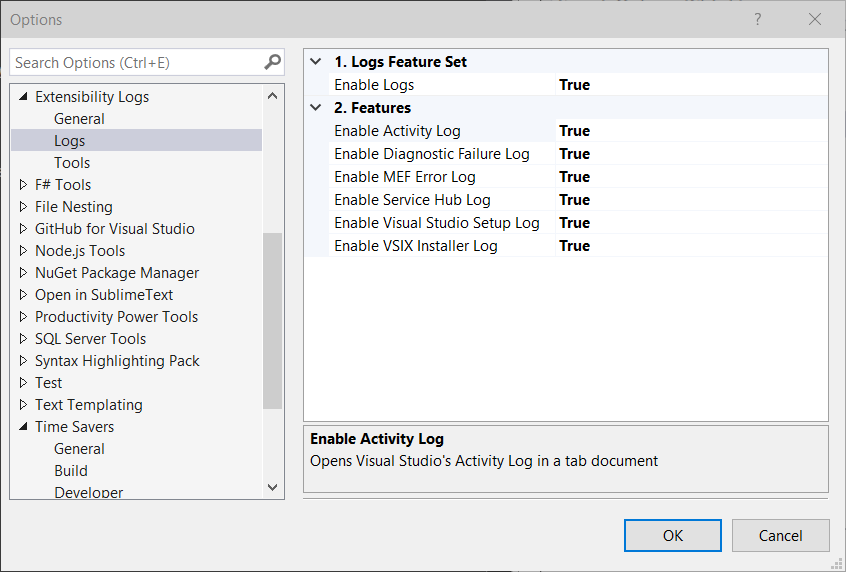 Options
?
Search Options (Ctrl+E)
Extensibility Logs
General
Logs
Tools
F# Tools
File Nesting
GitHub for Visual Studio
Node.js Tools
NuGet Package Manager
Open in SublimeText
Productivity Power Tools
SQL Server Tools
Syntax Highlighting Pack
Test
Text Templating
Time Savers
General
Build
Developer
1. Logs Feature Set
Enable Logs True
2. Features
Enable Activity Log True
Enable Diagnostic Failure Log True
Enable MEF Error Log True
Enable Service Hub Log True
Enable Visual Studio Setup Log True
Enable VSIX Installer Log True
Enable Activity Log
Opens Visual Studio's Activity Log in a tab document
OK Cancel